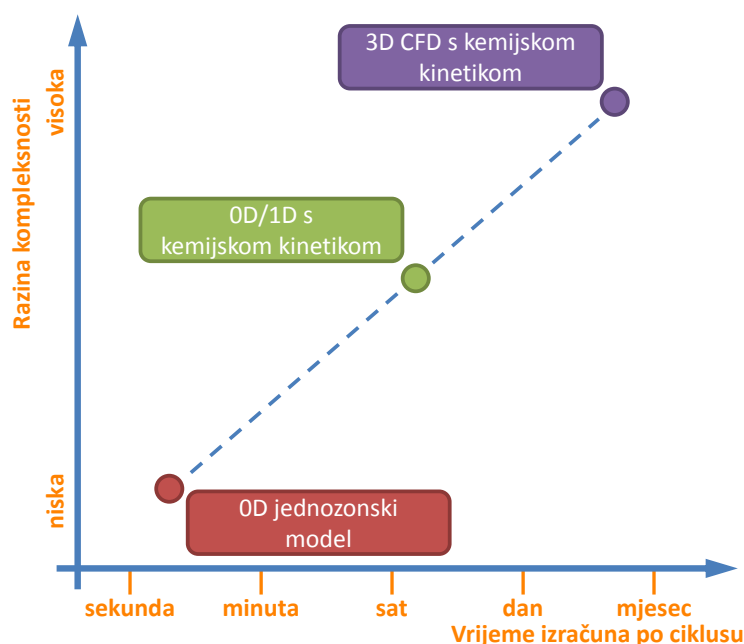 3D CFD s kemijskom
kinetikom
visoka
Razina kompleksnosti
0D/1D s
kemijskom kinetikom
niska
0D jednozonski
model
sekunda
minuta
sat
dan
mjesec
Vrijeme izračuna po ciklusu